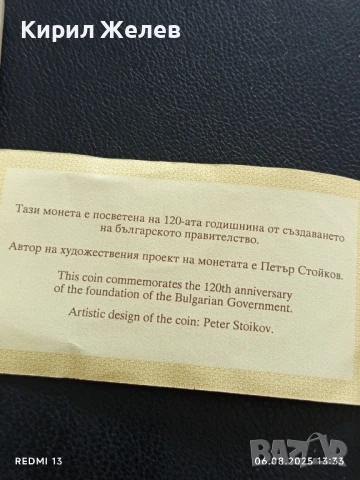 Кирил Желев
Тази монета е посветена на 120-ата годишнина от създаването
на българското правителство.
Автор на художествения проект на монетата е Петър Стойков.
This coin commemorates the 120th anniversary
of the foundation of the Bulgarian Government.
Artistic design of the coin: Peter Stoikov.
REDMI 13
06.08.2025 13:33
БАЗАР